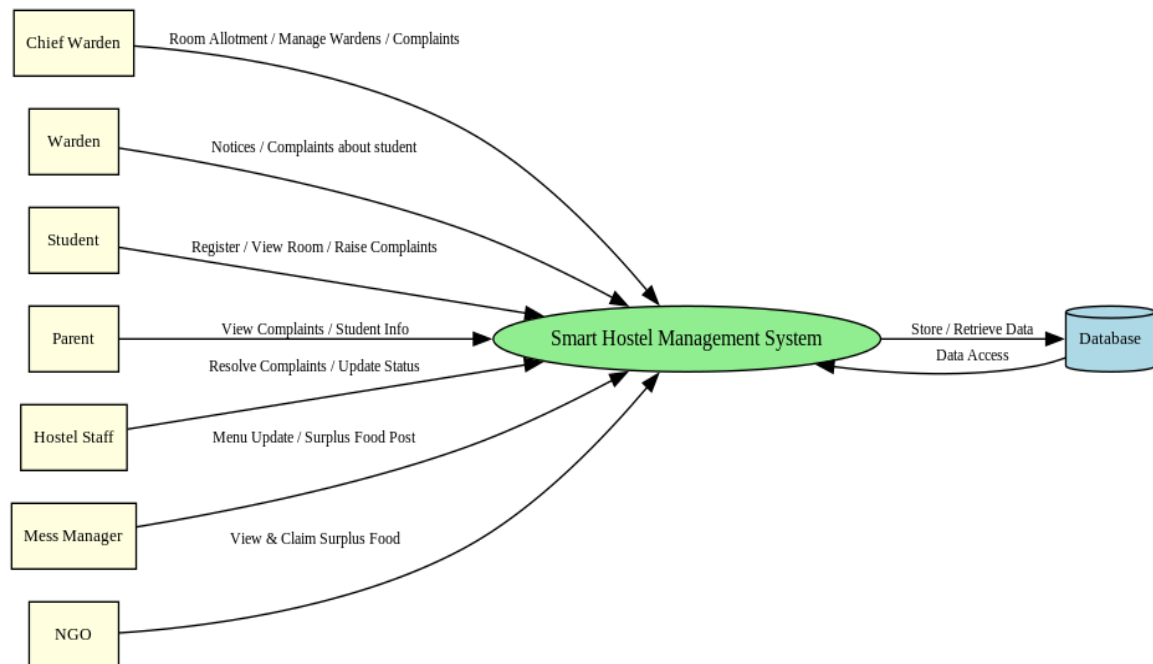 Chief Warden
Room Allotment / Manage Wardens / Complaints
Warden
Notices / Complaints about student
Student
Register / View Room / Raise Complaints
Parent
View Complaints / Student Info
Smart Hostel Management System
Store / Retrieve Data
Database
Data Access
Resolve Complaints / Update Status
Hostel Staff
Menu Update / Surplus Food Post
Mess Manager
View & Claim Surplus Food
NGO